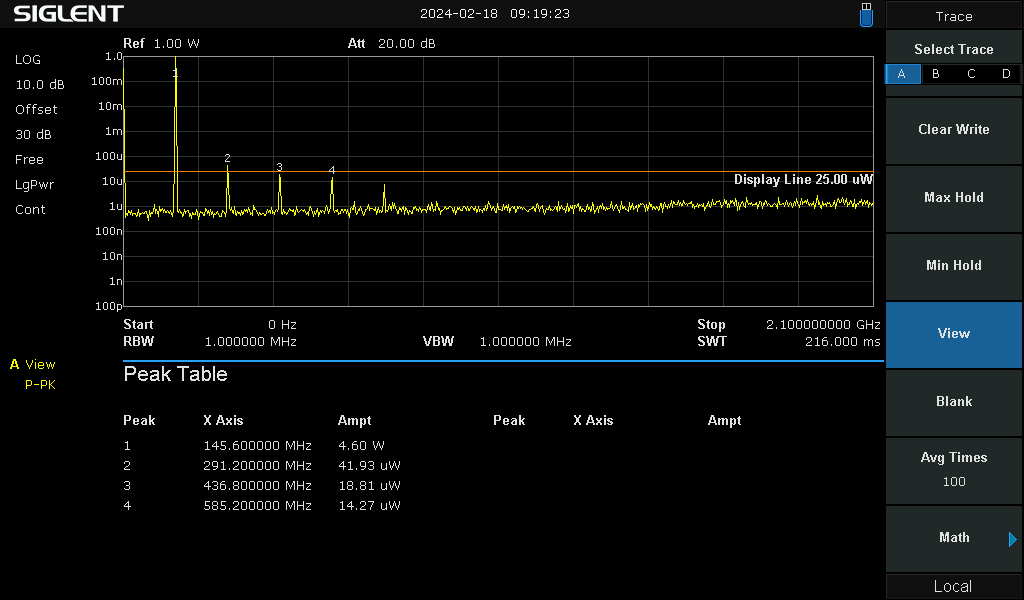 SIGLENT
2024-02-18 09:19:23
Trace
Ref 1.00 W
Att 20.00 dB
LOG
10.0 dB
Offset
30 dB
Free
LgPwr
Cont
1.0
100m
10m
1m
100u
10u
1u
100n
10n
1n
100p
1
2
3
4
Display Line 25.00 uW
Start 0 Hz
Stop 2.100000000 GHz
RBW 1.000000 MHz
VBW 1.000000 MHz
SWT 216.000 ms
A View
P-PK
Peak Table
Peak X Axis Ampt Peak X Axis Ampt
1 145.600000 MHz 4.60 W
2 291.200000 MHz 41.93 uW
3 436.800000 MHz 18.81 uW
4 585.200000 MHz 14.27 uW
Select Trace
A B C D
Clear Write
Max Hold
Min Hold
View
Blank
Avg Times
100
Math
Local